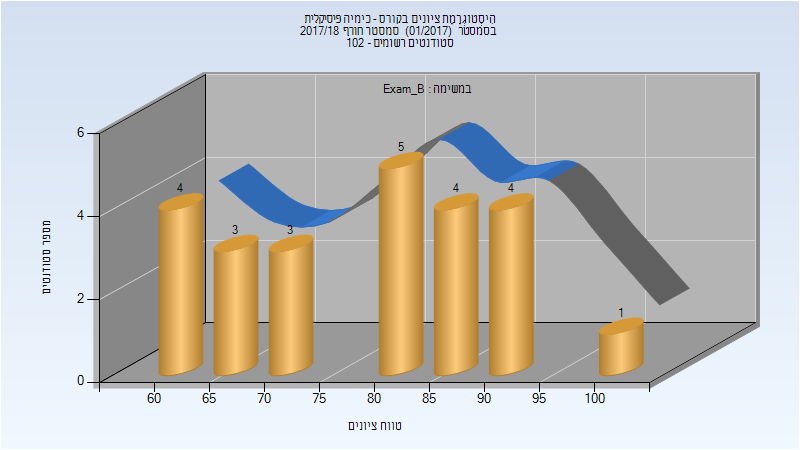 היסטוגרמת ציונים בקורס - כימיה פיסיקלית
בסמסטר (01/2017) סמסטר חורף 2017/18
סטודנטים רשומים - 102
במשימה : Exam_B
מספר סטודנטים
6
4
2
0
4
3
3
5
4
4
1
60 65 70 75 80 85 90 95 100
טווח ציונים